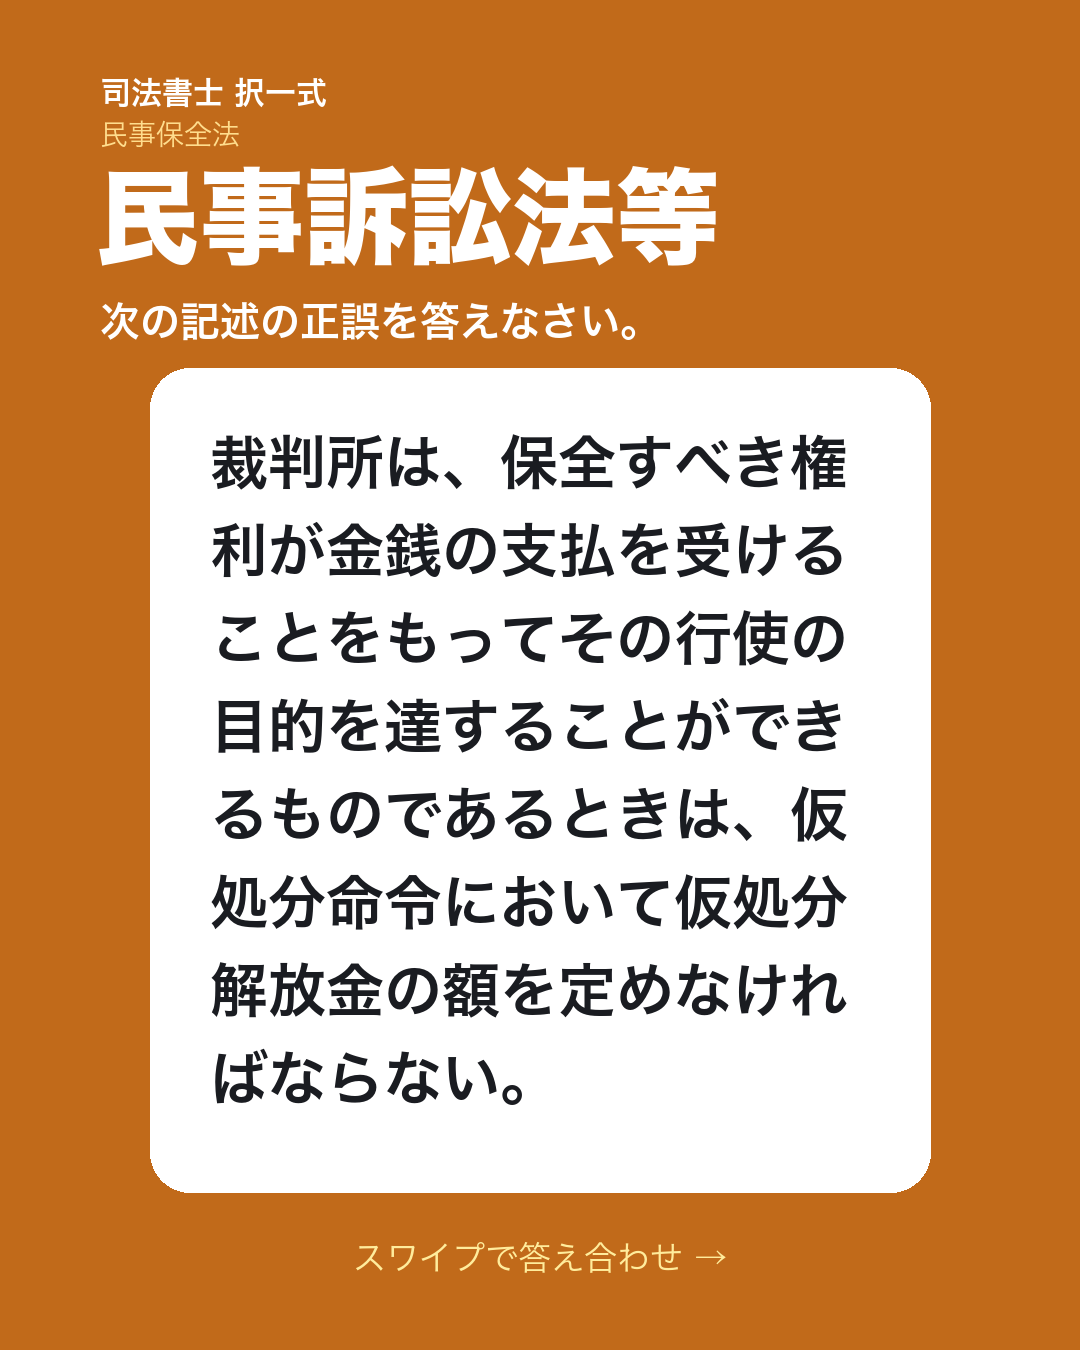 司法書士 択一式
民事保全法
民事訴訟法等
次の記述の正誤を答えなさい。
裁判所は、保全すべき権
利が金銭の支払を受ける
ことをもってその行使の
目的を達することができ
るものであるときは、仮
処分命令において仮処分
解放金の額を定めなけれ
ばならない。
スワイプで答え合わせ →